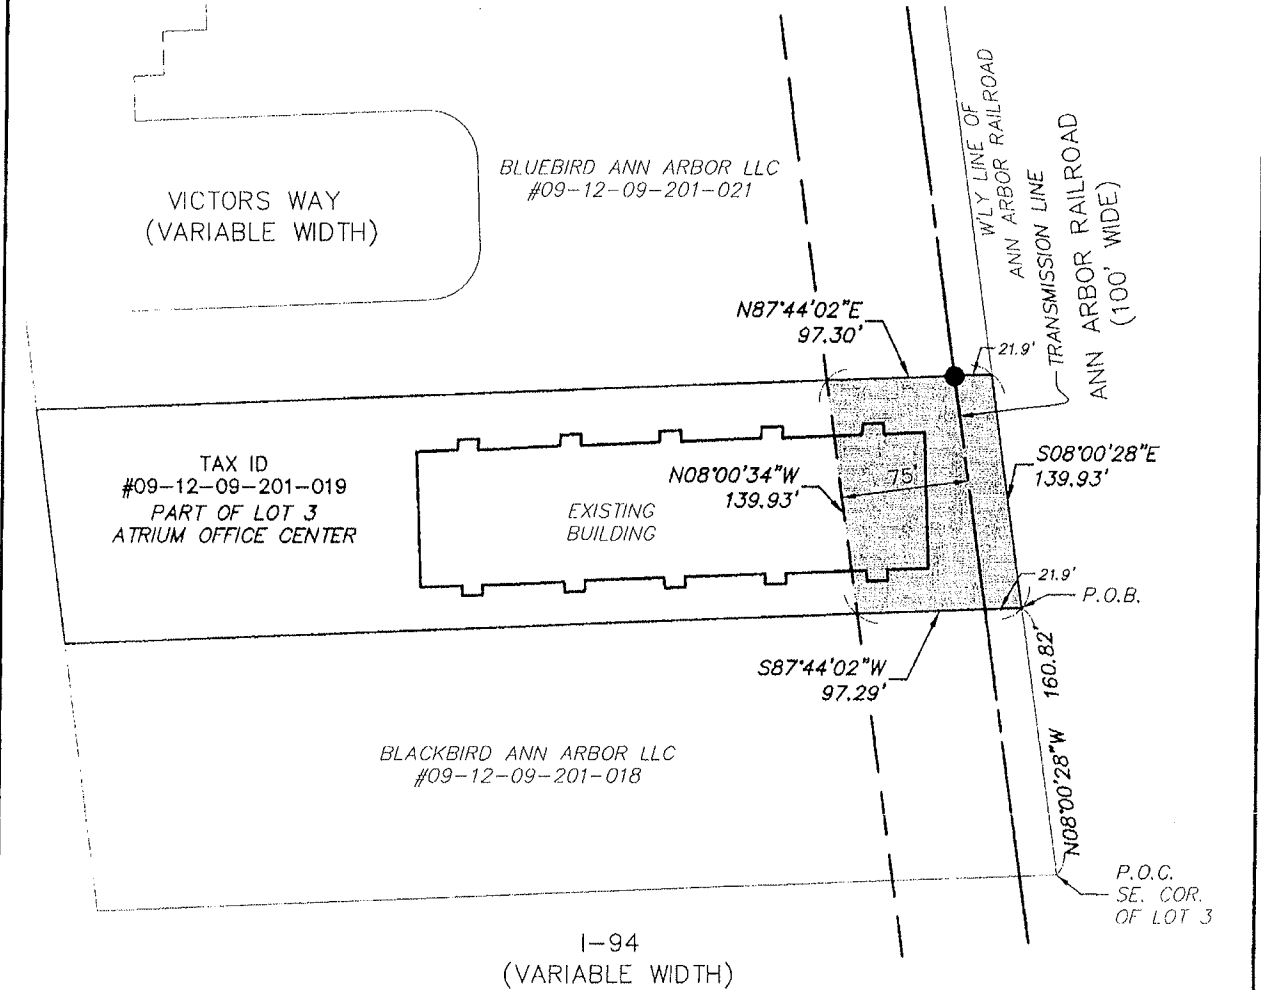 W'LY LINE OF
ANN ARBOR RAILROAD
TRANSMISSION LINE
ANN ARBOR RAILROAD
(100' WIDE)
BLUEBIRD ANN ARBOR LLC
#09-12-09-201-021
VICTORS WAY
(VARIABLE WIDTH)
N87°44'02"E
97.30'
21.9'
TAX ID
#09-12-09-201-019
PART OF LOT 3
ATRIUM OFFICE CENTER
EXISTING
BUILDING
N08°00'34"W
139.93'
75'
S08°00'28"E
139.93'
21.9'
P.O.B.
S87°44'02"W
97.29'
N08°00'28"W 160.82'
BLACKBIRD ANN ARBOR LLC
#09-12-09-201-018
P.O.C.
SE. COR.
OF LOT 3
I-94
(VARIABLE WIDTH)